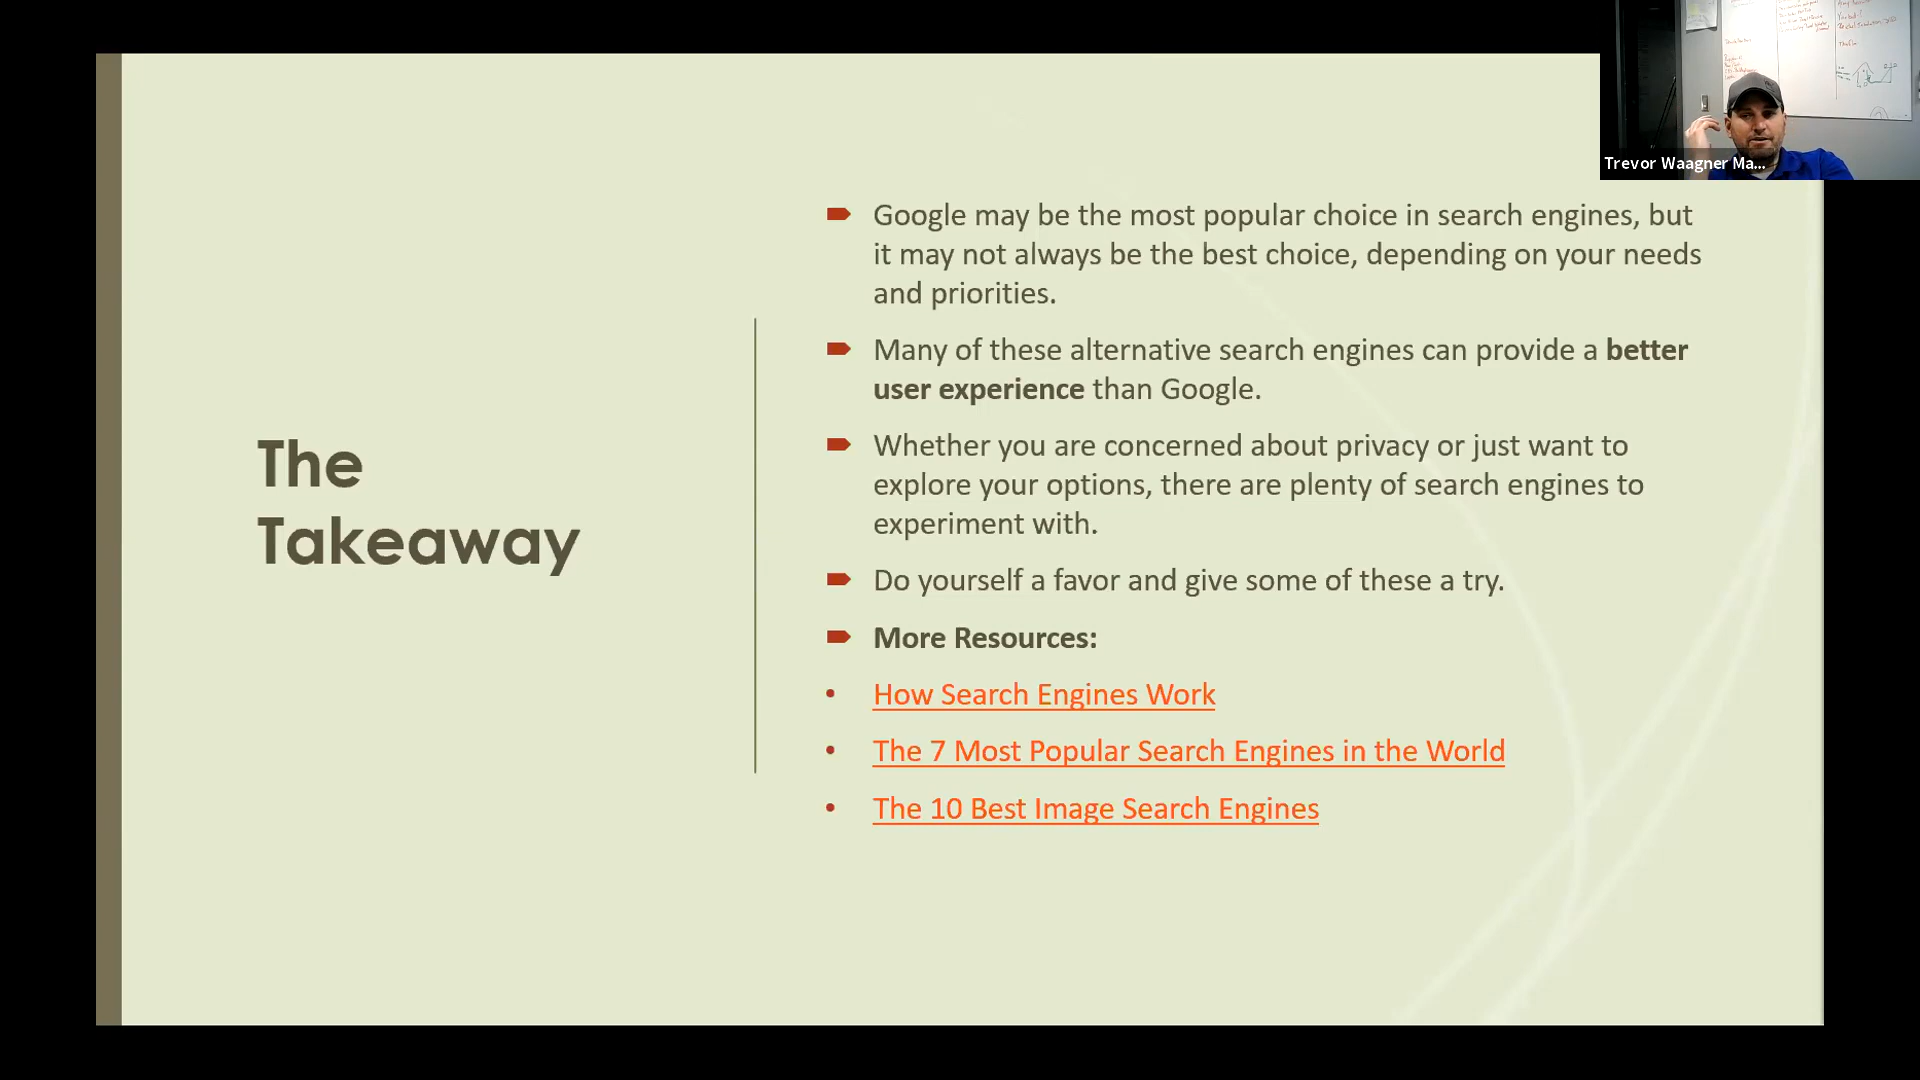 The
Takeaway
Google may be the most popular choice in search engines, but
it may not always be the best choice, depending on your needs
and priorities.
Many of these alternative search engines can provide a better
user experience than Google.
Whether you are concerned about privacy or just want to
explore your options, there are plenty of search engines to
experiment with.
Do yourself a favor and give some of these a try.
More Resources:
How Search Engines Work
The 7 Most Popular Search Engines in the World
The 10 Best Image Search Engines
Trevor Waagner Ma...